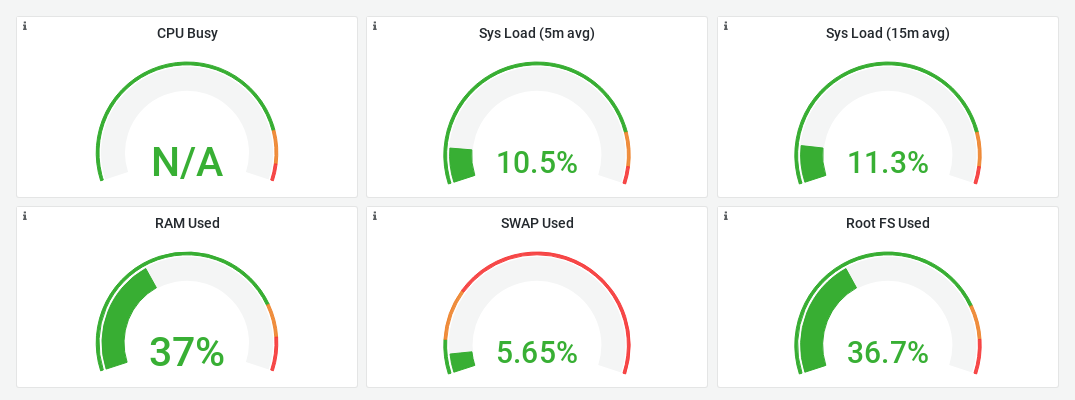 CPU Busy
N/A
Sys Load (5m avg)
10.5%
Sys Load (15m avg)
11.3%
RAM Used
37%
SWAP Used
5.65%
Root FS Used
36.7%